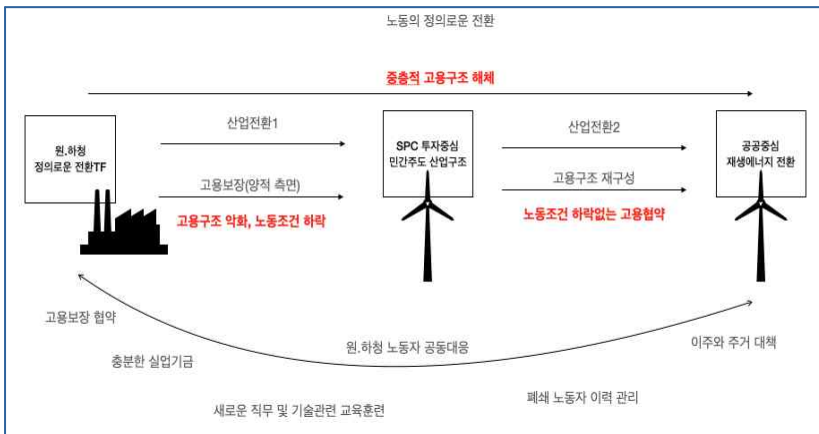 노동의 정의로운 전환
중층적 고용구조 해체
원.하청
정의로운 전환TF
산업전환1
고용보장(양적 측면)
고용구조 악화, 노동조건 하락
SPC 투자중심
민간주도 산업구조
산업전환2
고용구조 재구성
노동조건 하락없는 고용협약
공공중심
재생에너지 전환
고용보장 협약
충분한 실업기금
원.하청 노동자 공동대응
이주와 주거 대책
새로운 직무 및 기술관련 교육훈련
폐쇄 노동자 이력 관리